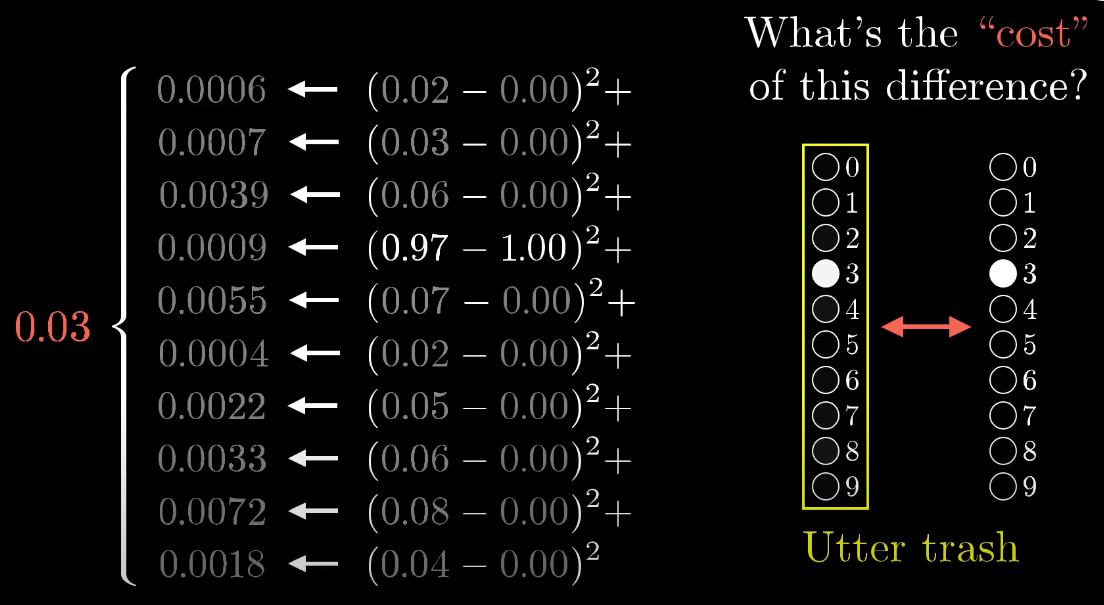 What's the “cost”
of this difference?
0.03
0.0006 ← (0.02 − 0.00)²+
0.0007 ← (0.03 − 0.00)²+
0.0039 ← (0.06 − 0.00)²+
0.0009 ← (0.97 − 1.00)²+
0.0055 ← (0.07 − 0.00)²+
0.0004 ← (0.02 − 0.00)²+
0.0022 ← (0.05 − 0.00)²+
0.0033 ← (0.06 − 0.00)²+
0.0072 ← (0.08 − 0.00)²+
0.0018 ← (0.04 − 0.00)²
0
1
2
3
4
5
6
7
8
9
0
1
2
3
4
5
6
7
8
9
Utter trash